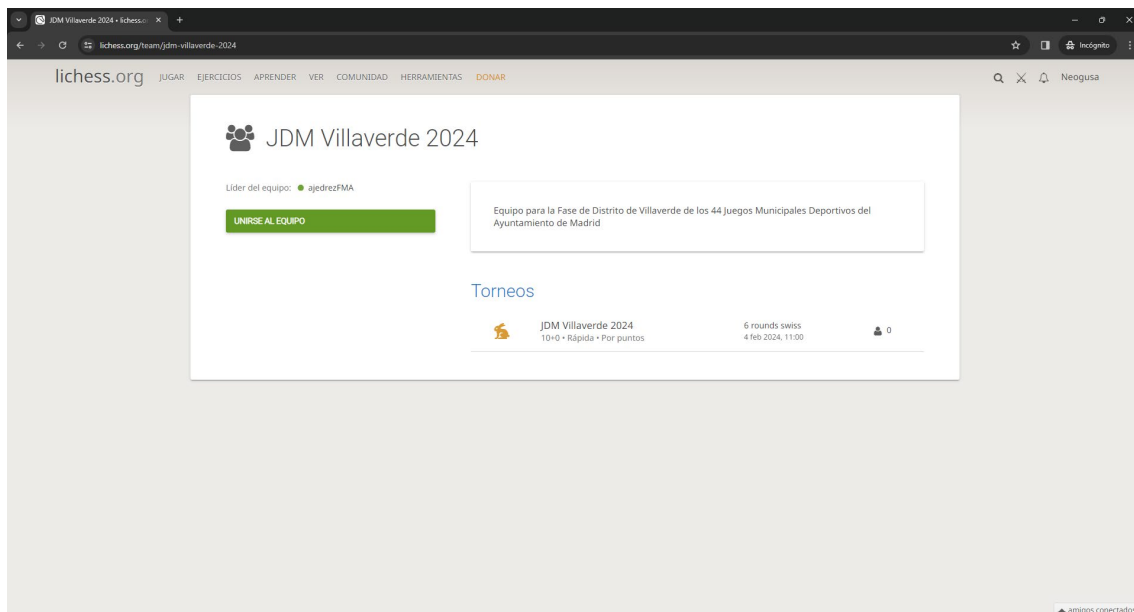 JDM Villaverde 2024 • lichess.o
lichess.org/team/jdm-villaverde-2024
Incógnito
lichess.org JUGAR EJERCICIOS APRENDER VER COMUNIDAD HERRAMIENTAS DONAR Neogusa
JDM Villaverde 2024
Líder del equipo: ajedrezFMA
UNIRSE AL EQUIPO
Equipo para la Fase de Distrito de Villaverde de los 44 Juegos Municipales Deportivos del
Ayuntamiento de Madrid
Torneos
JDM Villaverde 2024 6 rounds swiss 0
10+0 • Rápida • Por puntos 4 feb 2024, 11:00
amigos conectados